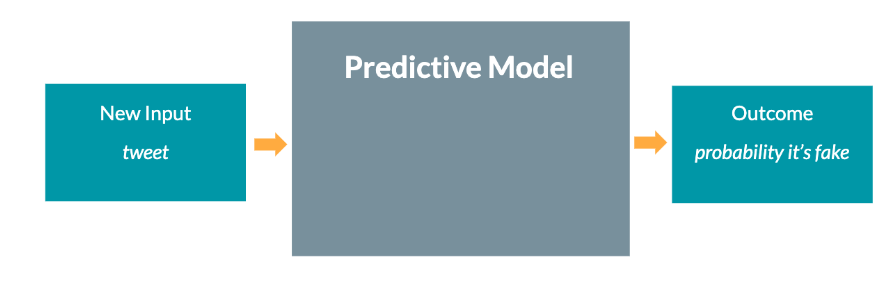 New Input
tweet
Predictive Model
Outcome
probability it's fake